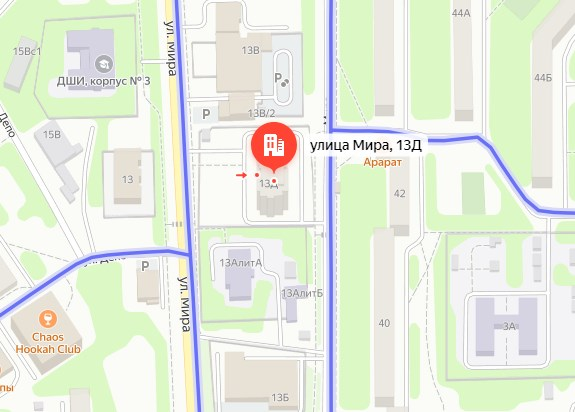 44А
ул. Мира
15Вс1
13В
ДШИ, корпус № 3
44Б
Р
13В/2
Депо
15В
улица Мира, 13Д
Арарат
13
13Д
42
13АлитА
Р
13АлитБ
ул. Мира
Chaos
Hookah Club
40
3А
13Б